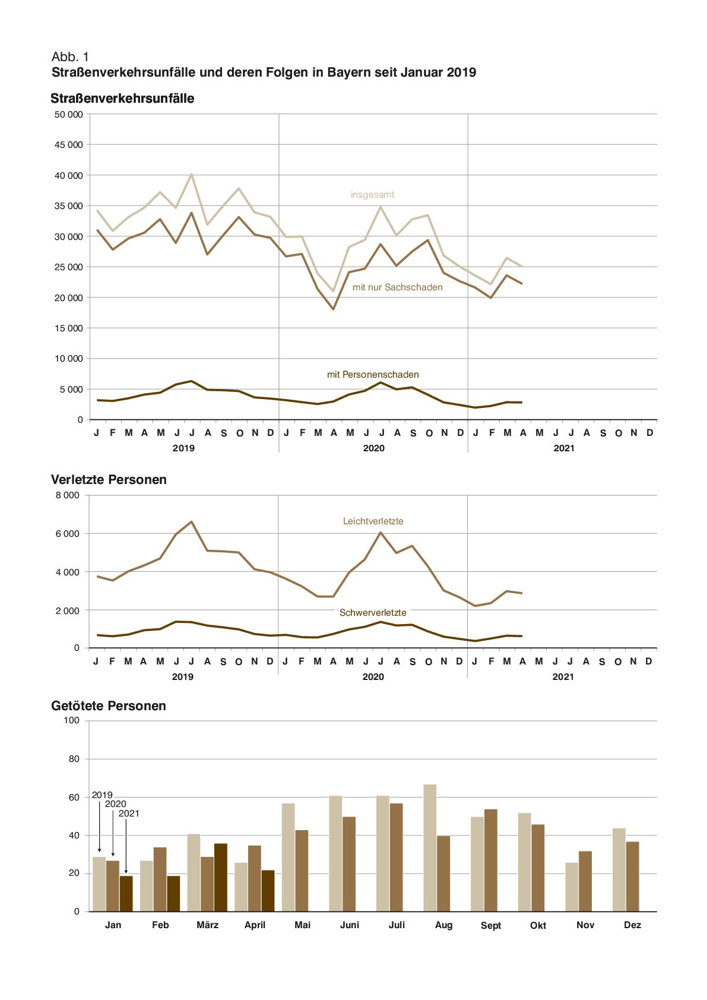 Abb. 1
Straßenverkehrsunfälle und deren Folgen in Bayern seit Januar 2019
Straßenverkehrsunfälle
50 000
45 000
40 000
insgesamt
35 000
30 000
25 000
mit nur Sachschaden
20 000
15 000
10 000
mit Personenschaden
5 000
0
J F M A M J J A S O N D J F M A M J J A S O N D J F M A M J J A S O N D
2019 2020 2021
Verletzte Personen
8 000
Leichtverletzte
6 000
4 000
2 000
Schwerverletzte
0
J F M A M J J A S O N D J F M A M J J A S O N D J F M A M J J A S O N D
2019 2020 2021
Getötete Personen
100
80
60
2019
2020
2021
40
20
0
Jan Feb März April Mai Juni Juli Aug Sept Okt Nov Dez